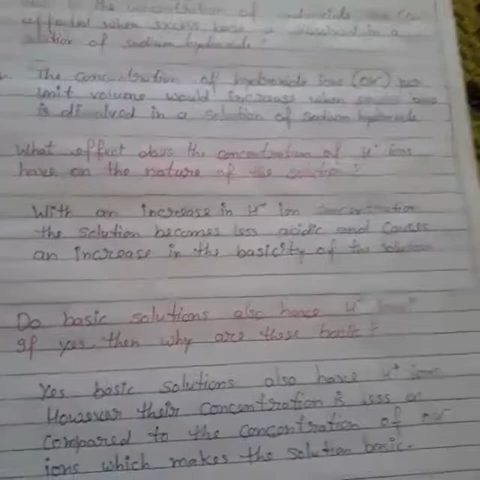 the concentration of hydroxide
affected when excess base is dissolved in a
solution of sodium hydroxide?
The concentration of hydroxide ions (OH⁻) per
unit volume would increase when base
is dissolved in a solution of sodium hydroxide
What effect does the concentration of H⁺ ions
have on the nature of the solution?
With an increase in H⁺ ion concentration
the solution becomes less acidic and causes
an increase in the basicity of the solution
Do basic solutions also have H⁺ ions?
If yes, then why are these basic?
Yes basic solutions also have H⁺ ions
However their concentration is less as
compared to the concentration of OH⁻
ions which makes the solution basic.